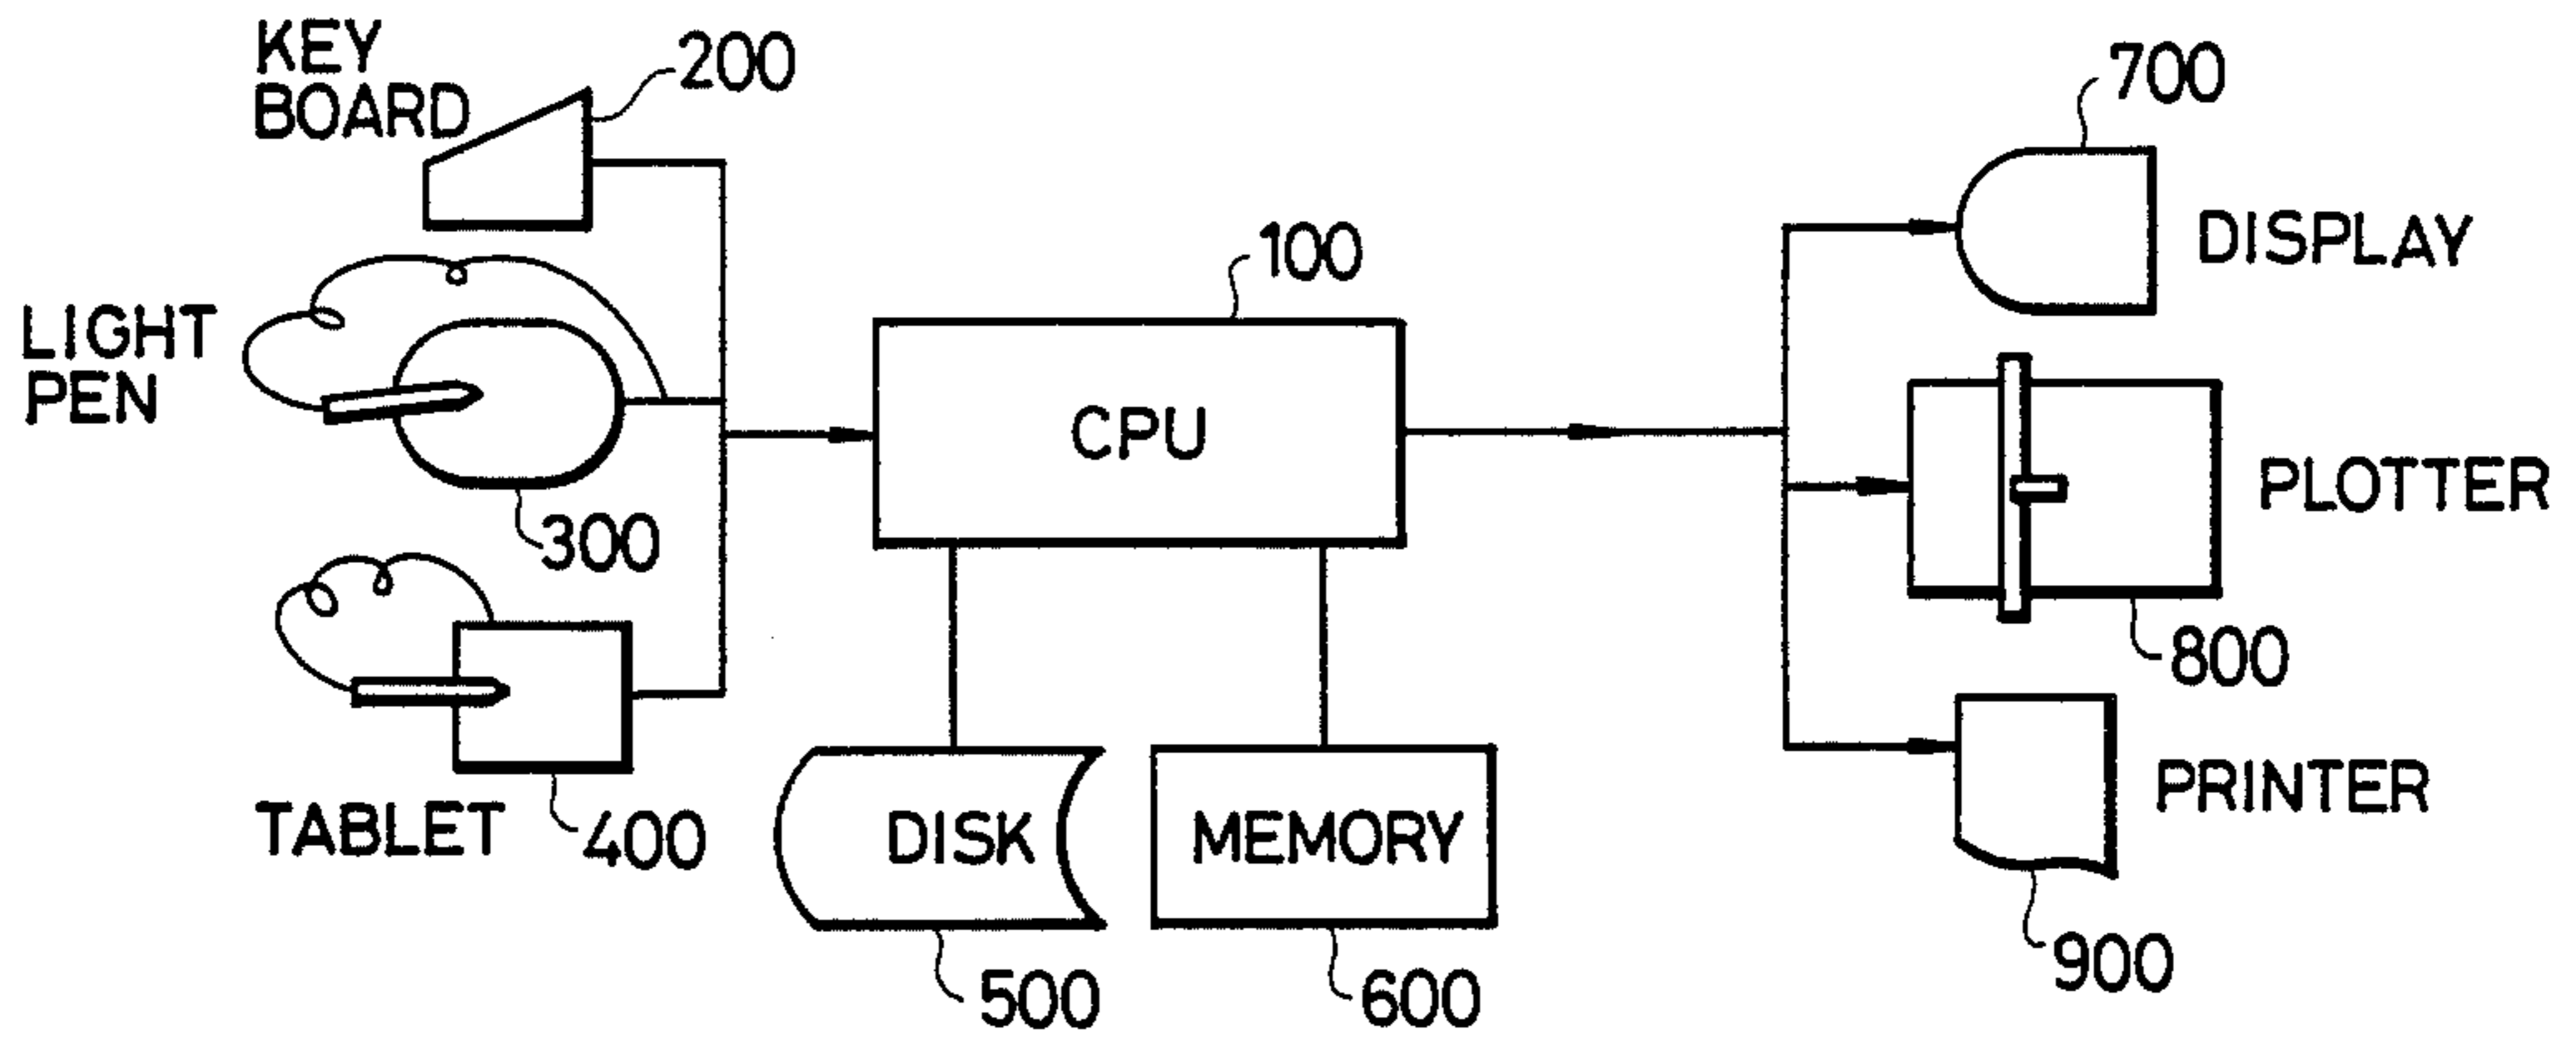 KEY
BOARD
200
LIGHT
PEN
300
TABLET
400
100
CPU
DISK
500
MEMORY
600
700
DISPLAY
PLOTTER
800
PRINTER
900